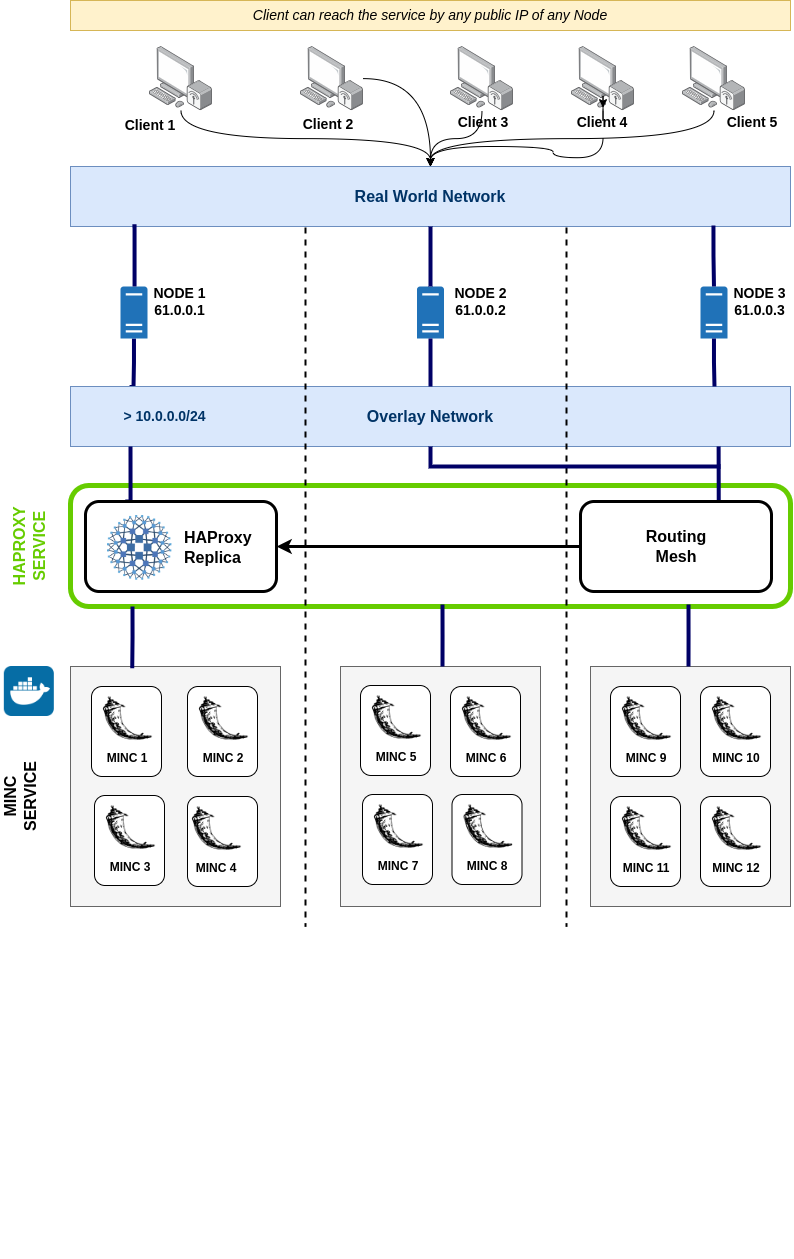 Client can reach the service by any public IP of any Node
Client 1
Client 2
Client 3
Client 4
Client 5
Real World Network
NODE 1
61.0.0.1
NODE 2
61.0.0.2
NODE 3
61.0.0.3
> 10.0.0.0/24
Overlay Network
HAPROXY
SERVICE
HAProxy
Replica
Routing
Mesh
MINC
SERVICE
MINC 1
MINC 2
MINC 3
MINC 4
MINC 5
MINC 6
MINC 7
MINC 8
MINC 9
MINC 10
MINC 11
MINC 12